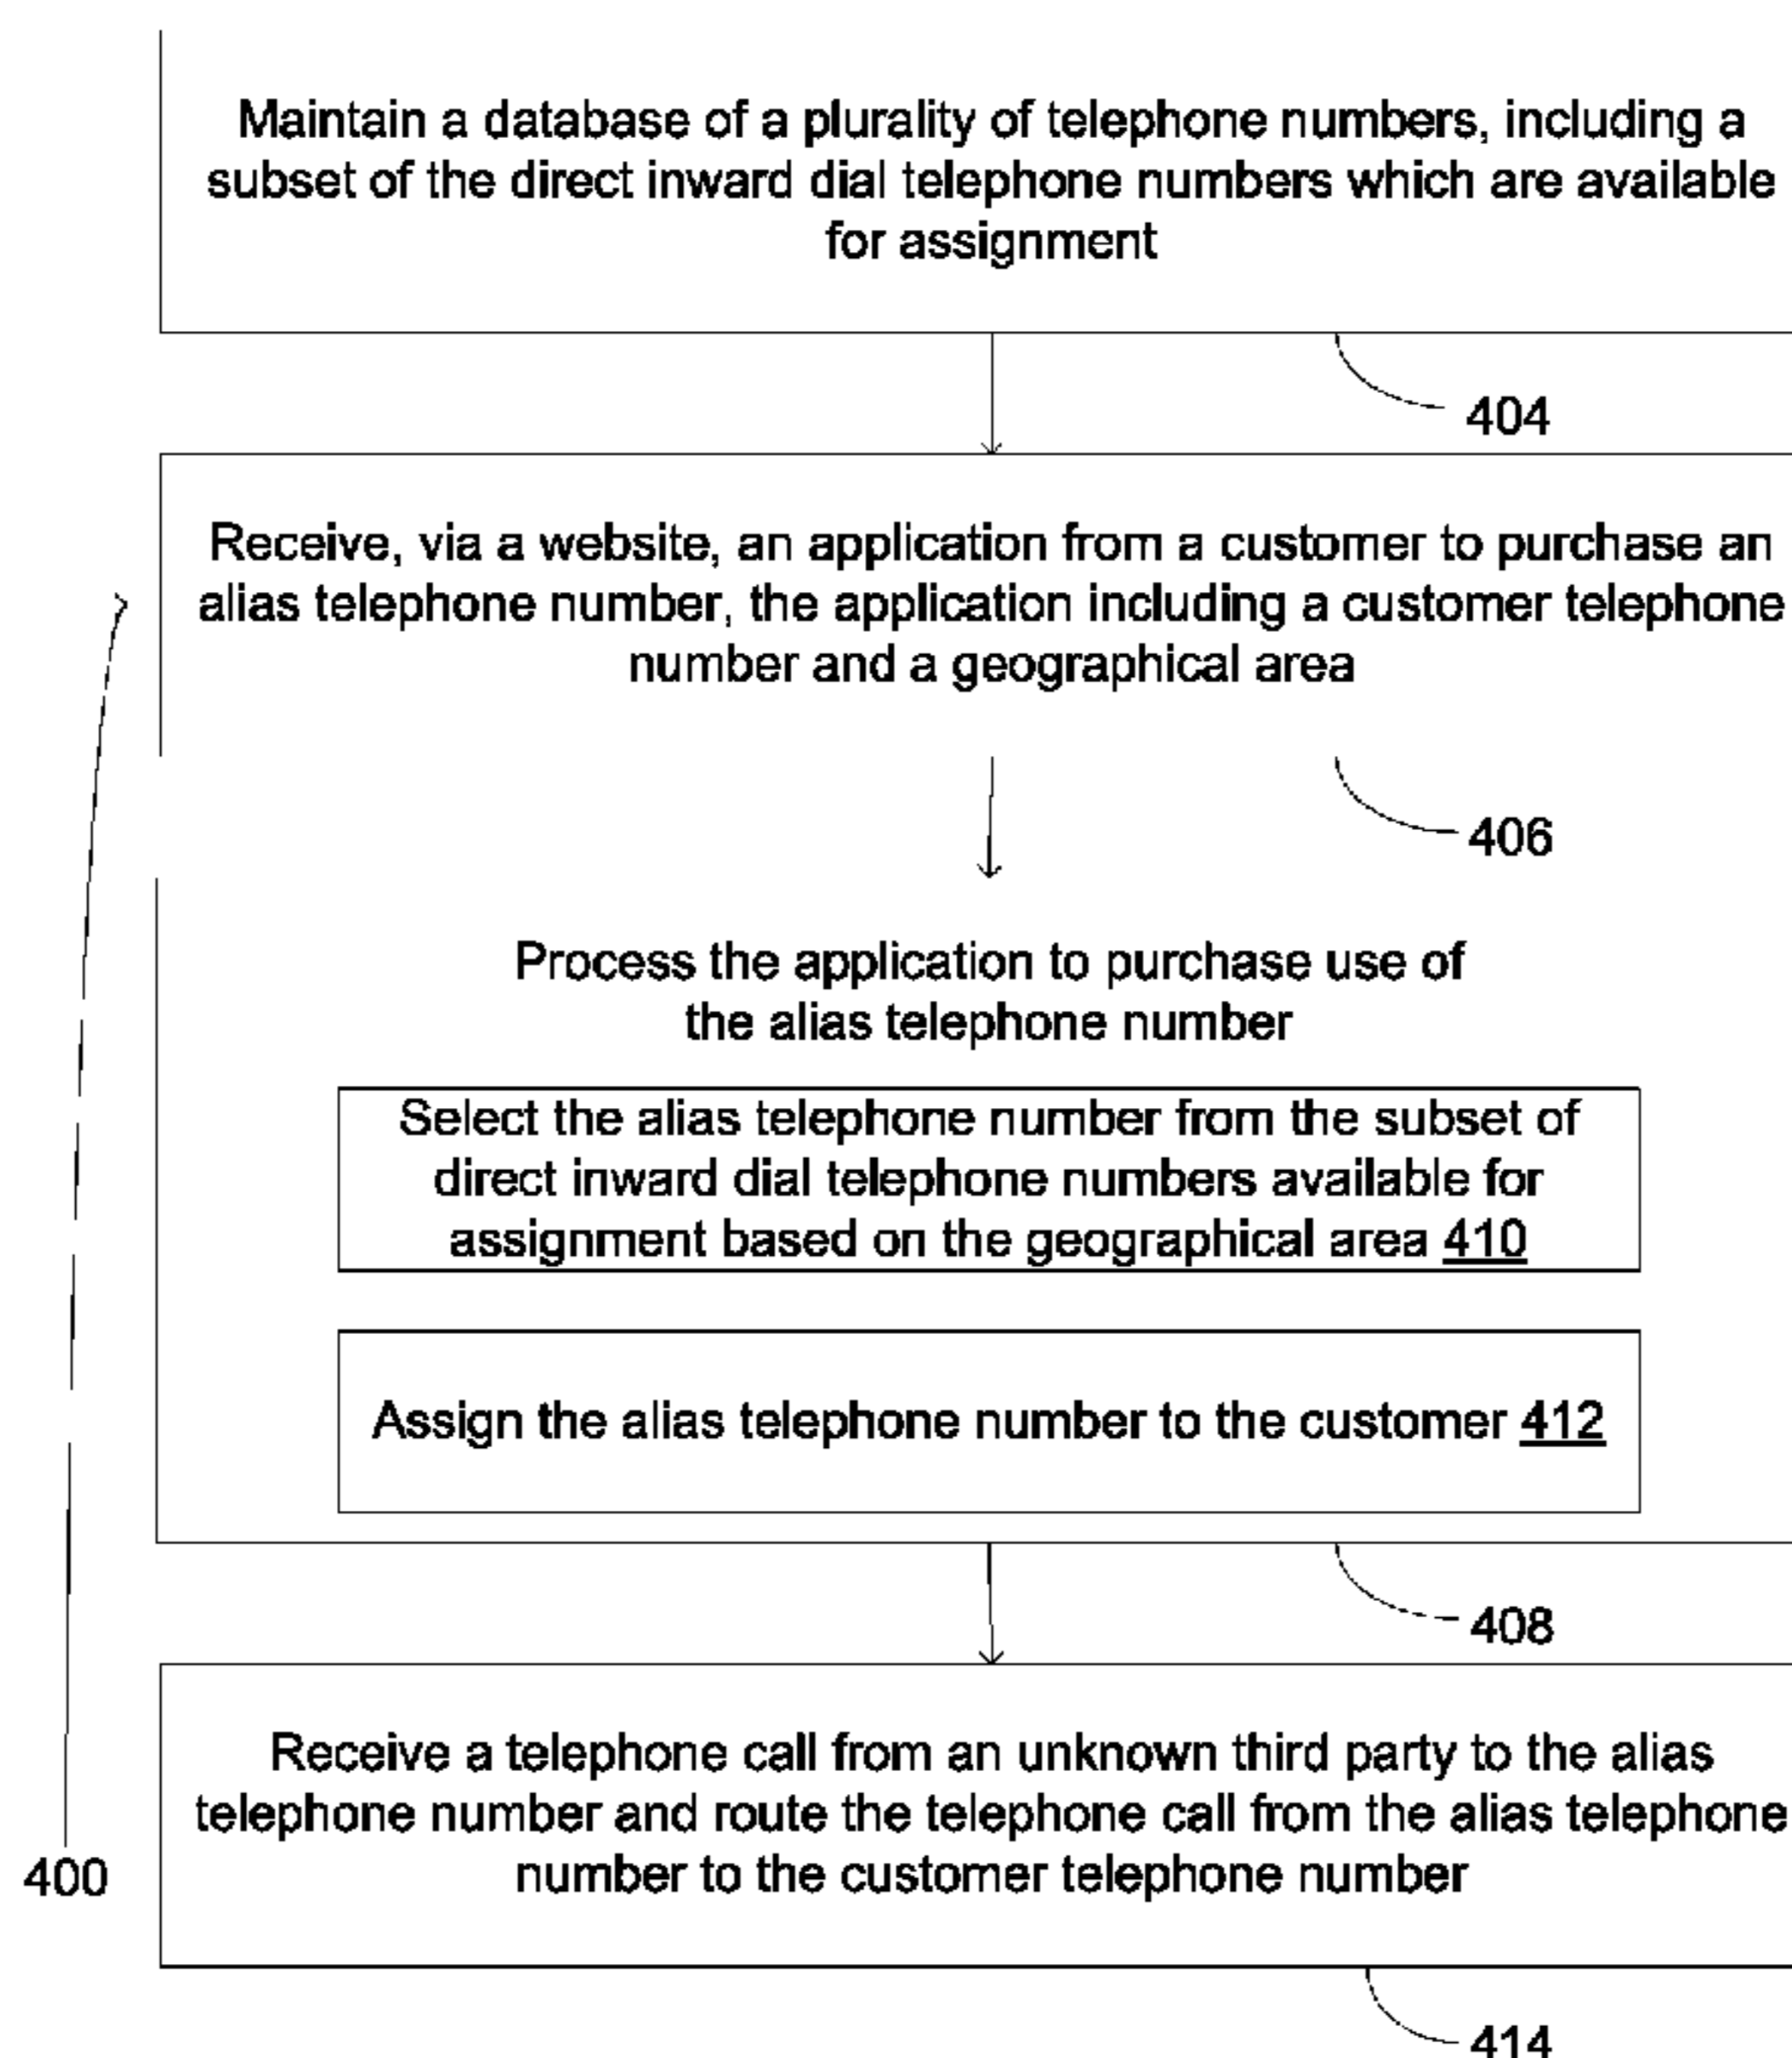 Maintain a database of a plurality of telephone numbers, including a
subset of the direct inward dial telephone numbers which are available
for assignment
404
Receive, via a website, an application from a customer to purchase an
alias telephone number, the application including a customer telephone
number and a geographical area
406
Process the application to purchase use of
the alias telephone number
Select the alias telephone number from the subset of
direct inward dial telephone numbers available for
assignment based on the geographical area 410
Assign the alias telephone number to the customer 412
408
Receive a telephone call from an unknown third party to the alias
telephone number and route the telephone call from the alias telephone
number to the customer telephone number
400
414